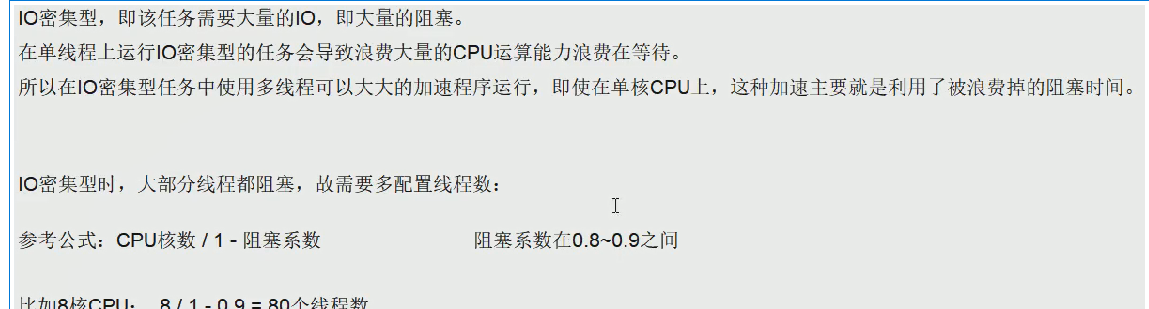 IO密集型，即该任务需要大量的IO，即大量的阻塞。
在单线程上运行IO密集型的任务会导致浪费大量的CPU运算能力浪费在等待。
所以在IO密集型任务中使用多线程可以大大的加速程序运行，即使在单核CPU上，这种加速主要就是利用了被浪费掉的阻塞时间。
IO密集型时，大部分线程都阻塞，故需要多配置线程数：
参考公式：CPU核数 / 1 - 阻塞系数 阻塞系数在0.8~0.9之间
比如8核CPU： 8 / 1 - 0.9 = 80个线程数